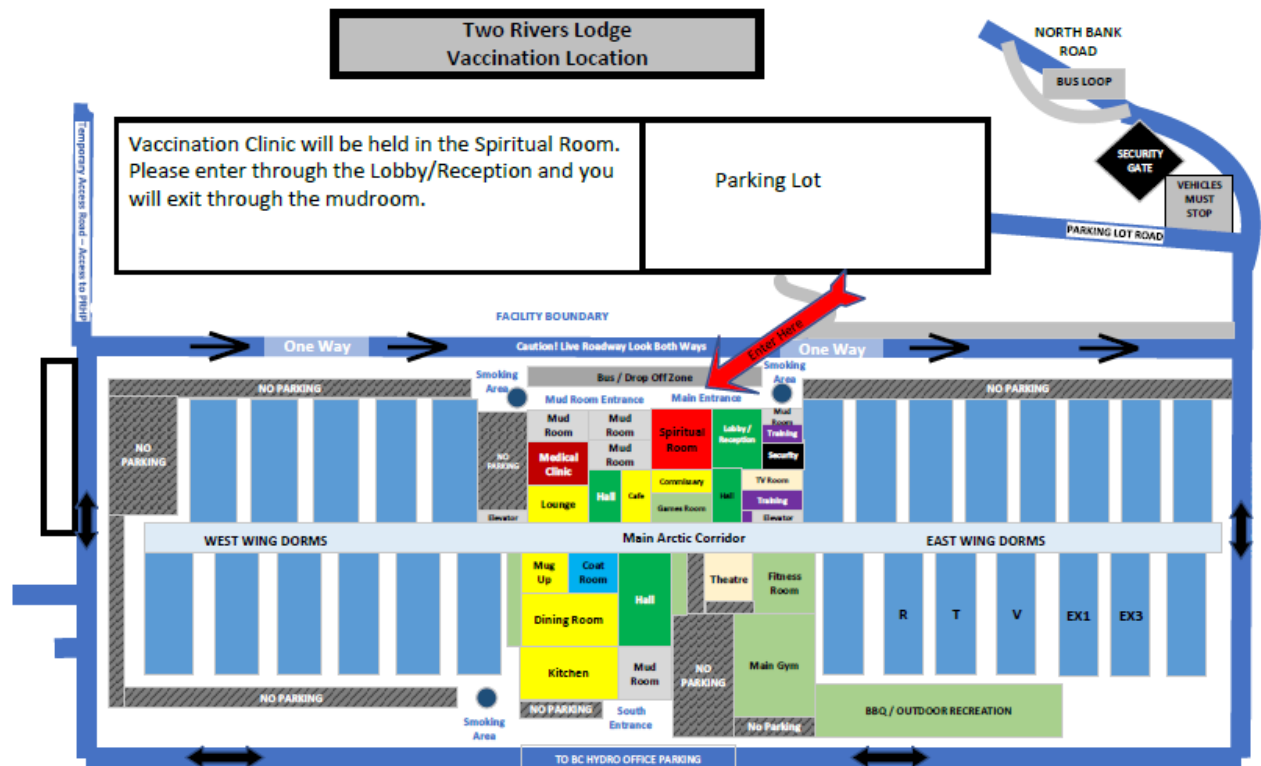 Two Rivers Lodge
Vaccination Location
NORTH BANK
ROAD
BUS LOOP
SECURITY
GATE
VEHICLES
MUST
STOP
PARKING LOT ROAD
Temporary Access Road – Access to PRHP
Vaccination Clinic will be held in the Spiritual Room.
Please enter through the Lobby/Reception and you
will exit through the mudroom.
Parking Lot
FACILITY BOUNDARY
One Way
Caution! Live Roadway Look Both Ways
One Way
Enter Here
NO PARKING
Smoking
Area
Bus / Drop Off Zone
Smoking
Area
NO PARKING
Mud Room Entrance
Main Entrance
NO
PARKING
NO
PARKING
Mud
Room
Mud
Room
Spiritual
Room
Lobby /
Reception
Mud
Room
Training
Medical
Clinic
Mud
Room
Security
Lounge
Hall
Cafe
Commissary
Games Room
Hall
TV Room
Training
Elevator
Elevator
WEST WING DORMS
Main Arctic Corridor
EAST WING DORMS
Mug
Up
Coat
Room
Hall
Theatre
Fitness
Room
Dining Room
R
T
V
EX1
EX3
Kitchen
Mud
Room
NO
PARKING
Main Gym
NO PARKING
Smoking
Area
NO PARKING
South
Entrance
No Parking
BBQ / OUTDOOR RECREATION
TO BC HYDRO OFFICE PARKING